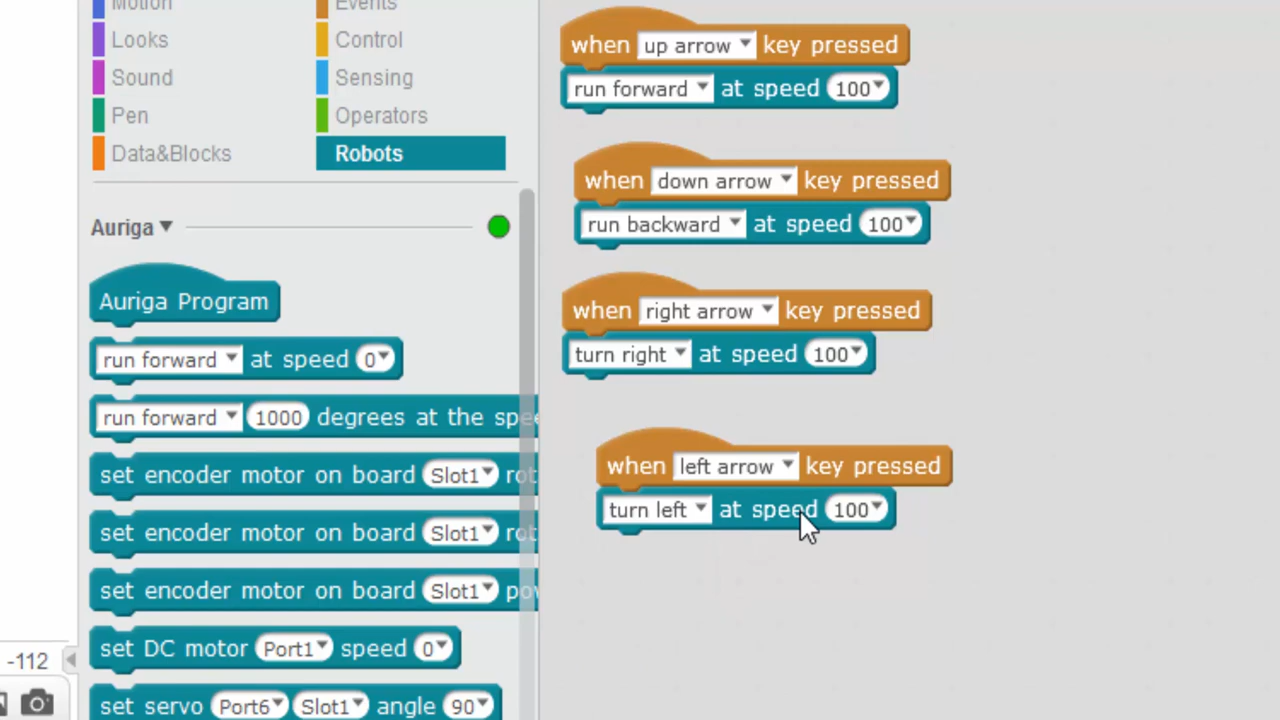 Motion
Events
Looks
Control
Sound
Sensing
Pen
Operators
Data&Blocks
Robots
Auriga
Auriga Program
run forward at speed 0
run forward 1000 degrees at the
set encoder motor on board Slot1
set encoder motor on board Slot1
set encoder motor on board Slot1
set DC motor Port1 speed 0
set servo Port6 Slot1 angle 90
-112
when up arrow key pressed
run forward at speed 100
when down arrow key pressed
run backward at speed 100
when right arrow key pressed
turn right at speed 100
when left arrow key pressed
turn left at speed 100